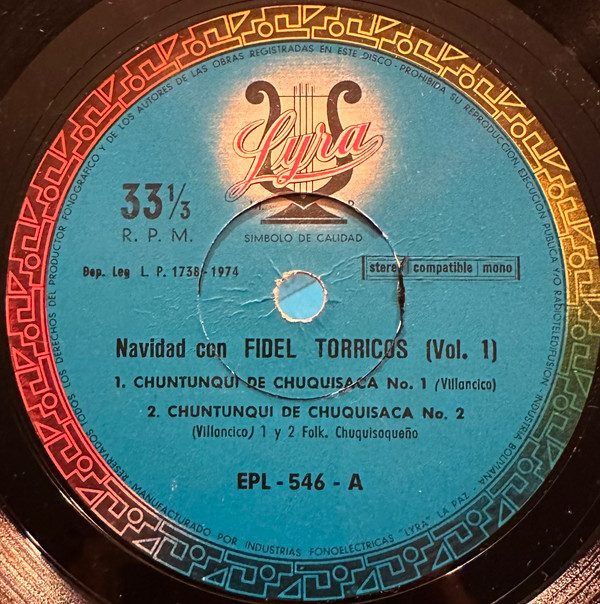 RESERVADOS TODOS LOS DERECHOS DEL PRODUCTOR FONOGRAFICO Y DE LOS AUTORES DE LAS OBRAS REGISTRADAS EN ESTE DISCO - PROHIBIDA SU REPRODUCCION, EJECUCION PUBLICA Y/O RADIOTELEDIFUSION. INDUSTRIA BOLIVIANA
Lyra
SIMBOLO DE CALIDAD
33 1/3
R. P. M.
Dep. Leg L. P. 1738-1974
stereo compatible mono
Navidad con FIDEL TORRICOS (Vol. 1)
1. CHUNTUNQUI DE CHUQUISACA No. 1 (Villancico)
2. CHUNTUNQUI DE CHUQUISACA No. 2
(Villancico) 1 y 2 Folk. Chuquisaqueño
EPL - 546 - A
MANUFACTURADO POR INDUSTRIAS FONOELECTRICAS "LYRA" LA PAZ -